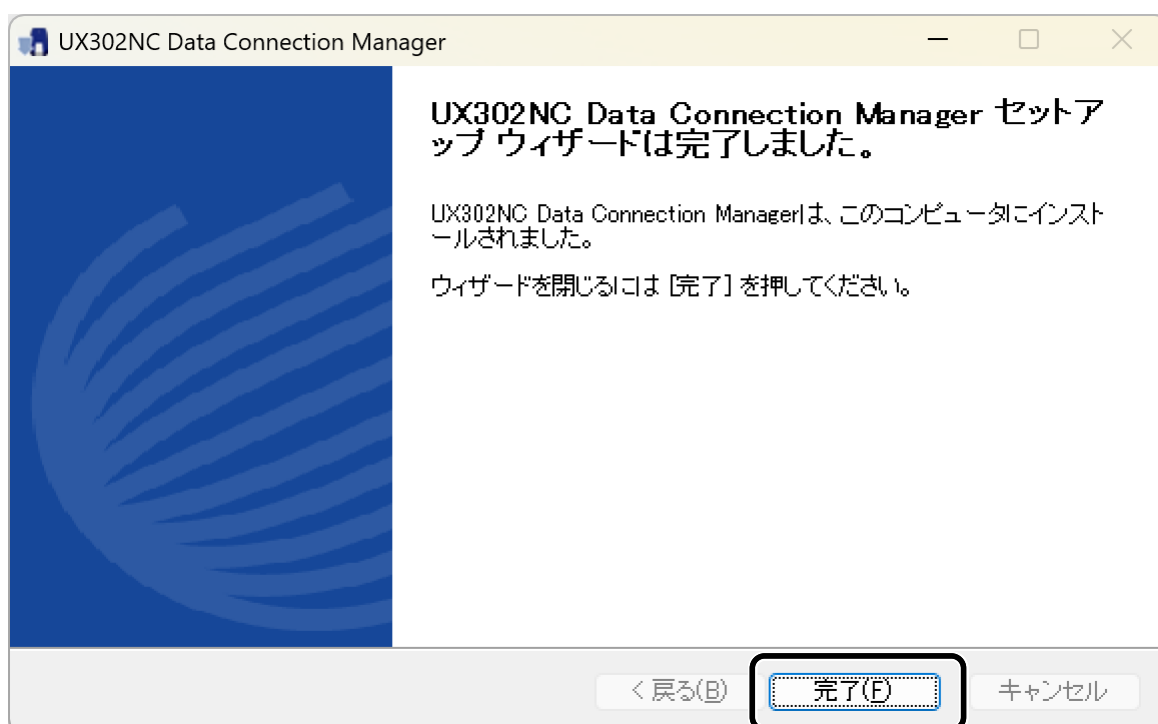 UX302NC Data Connection Manager
UX302NC Data Connection Manager セットア
ップ ウィザードは完了しました。
UX302NC Data Connection Managerは、このコンピュータにインスト
ールされました。
ウィザードを閉じるには [完了] を押してください。
< 戻る(B)
完了(F)
キャンセル